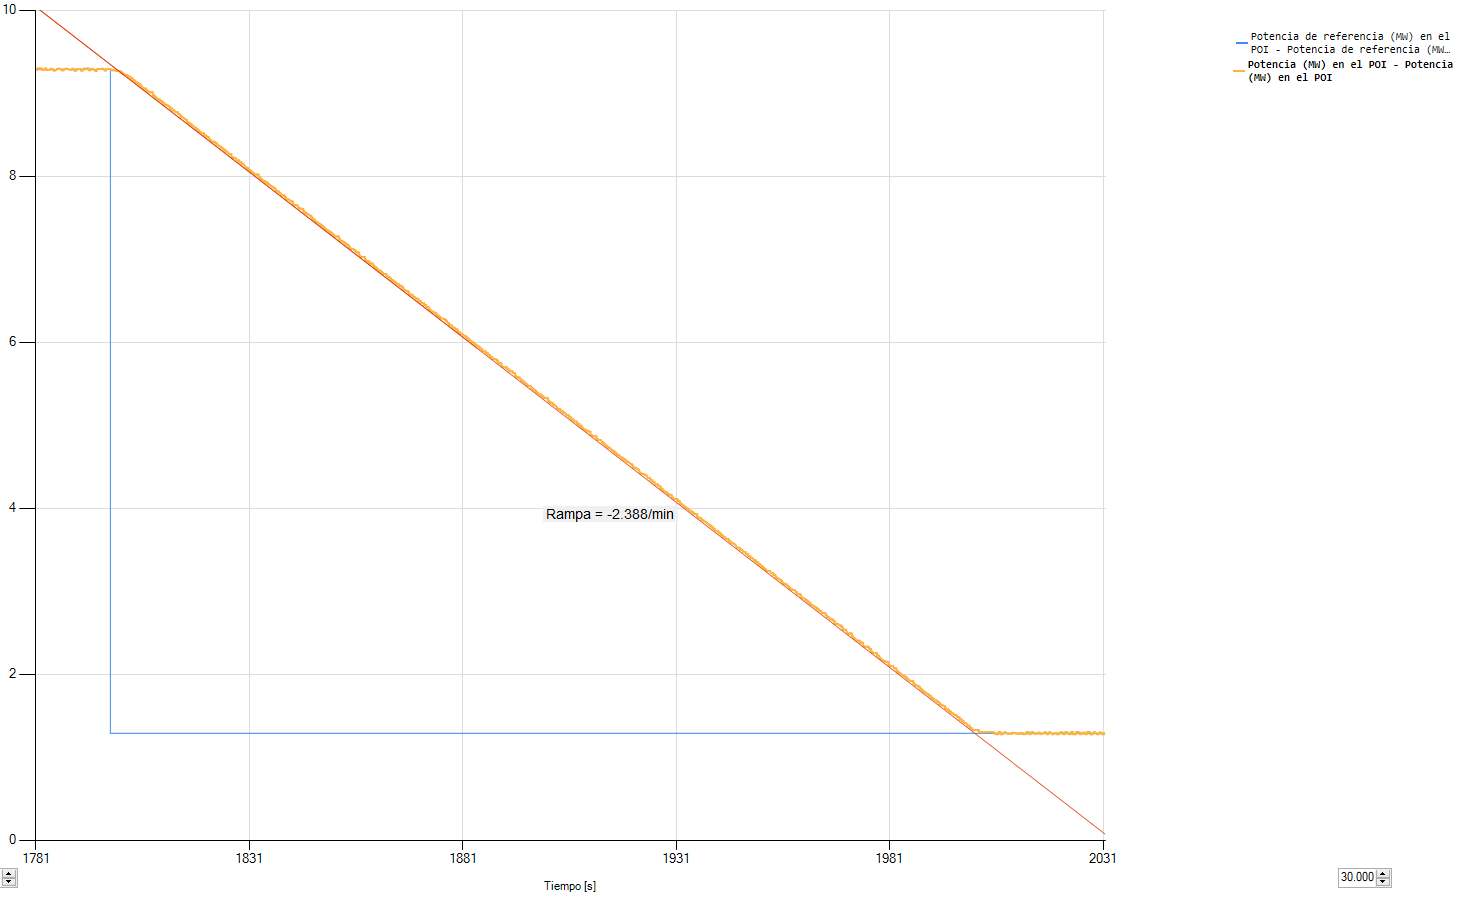 10
Potencia de referencia (MW) en el
POI - Potencia de referencia (MW…
Potencia (MW) en el POI - Potencia
(MW) en el POI
8
6
4
Rampa = -2.388/min
2
0
1781 1831 1881 1931 1981 2031
Tiempo [s]
30.000